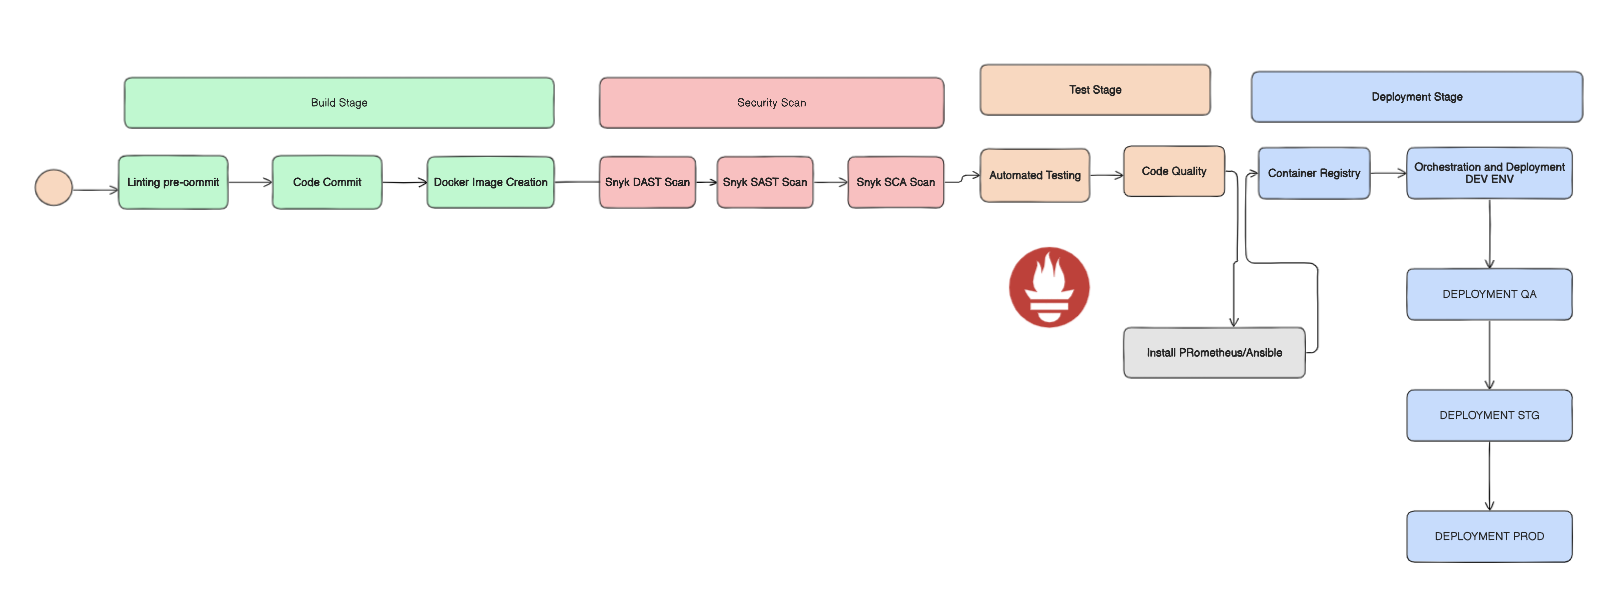 Build Stage
Security Scan
Test Stage
Deployment Stage
Linting pre-commit
Code Commit
Docker Image Creation
Snyk DAST Scan
Snyk SAST Scan
Snyk SCA Scan
Automated Testing
Code Quality
Container Registry
Orchestration and Deployment
DEV ENV
DEPLOYMENT QA
Install PRometheus/Ansible
DEPLOYMENT STG
DEPLOYMENT PROD